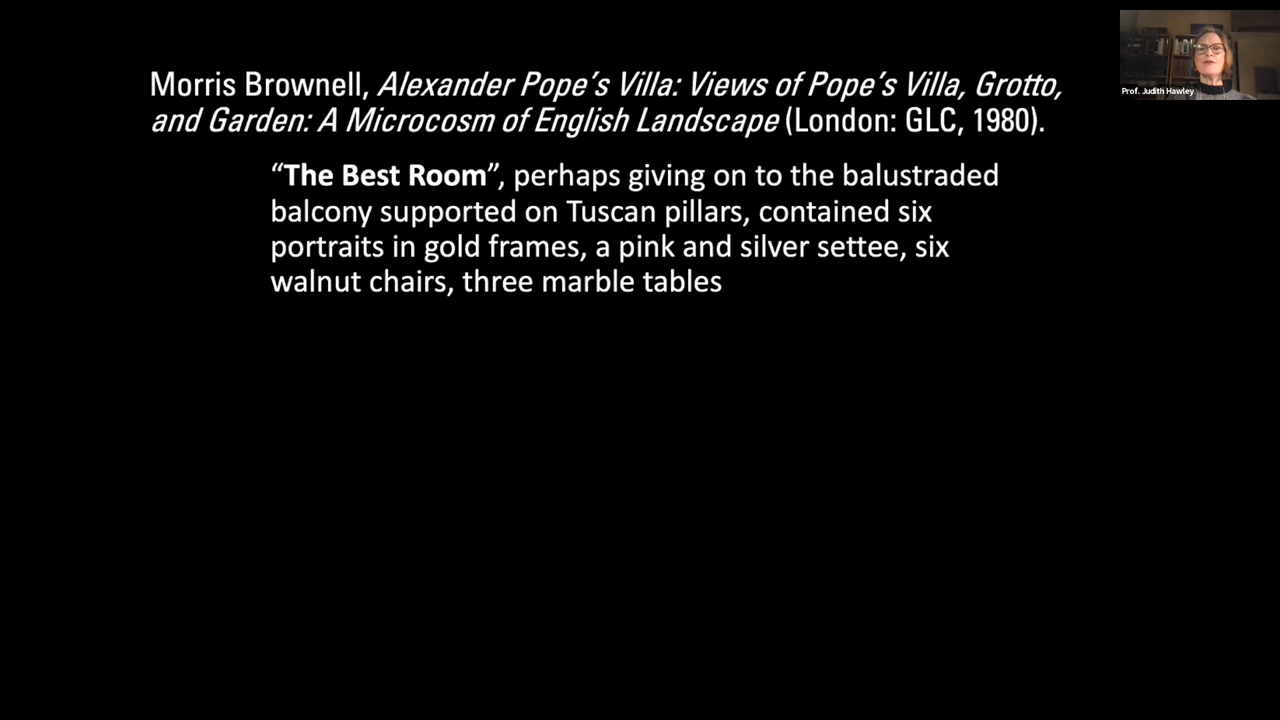 Morris Brownell, Alexander Pope’s Villa: Views of Pope’s Villa, Grotto,
and Garden: A Microcosm of English Landscape (London: GLC, 1980).
“The Best Room”, perhaps giving on to the balustraded
balcony supported on Tuscan pillars, contained six
portraits in gold frames, a pink and silver settee, six
walnut chairs, three marble tables
Prof. Judith Hawley